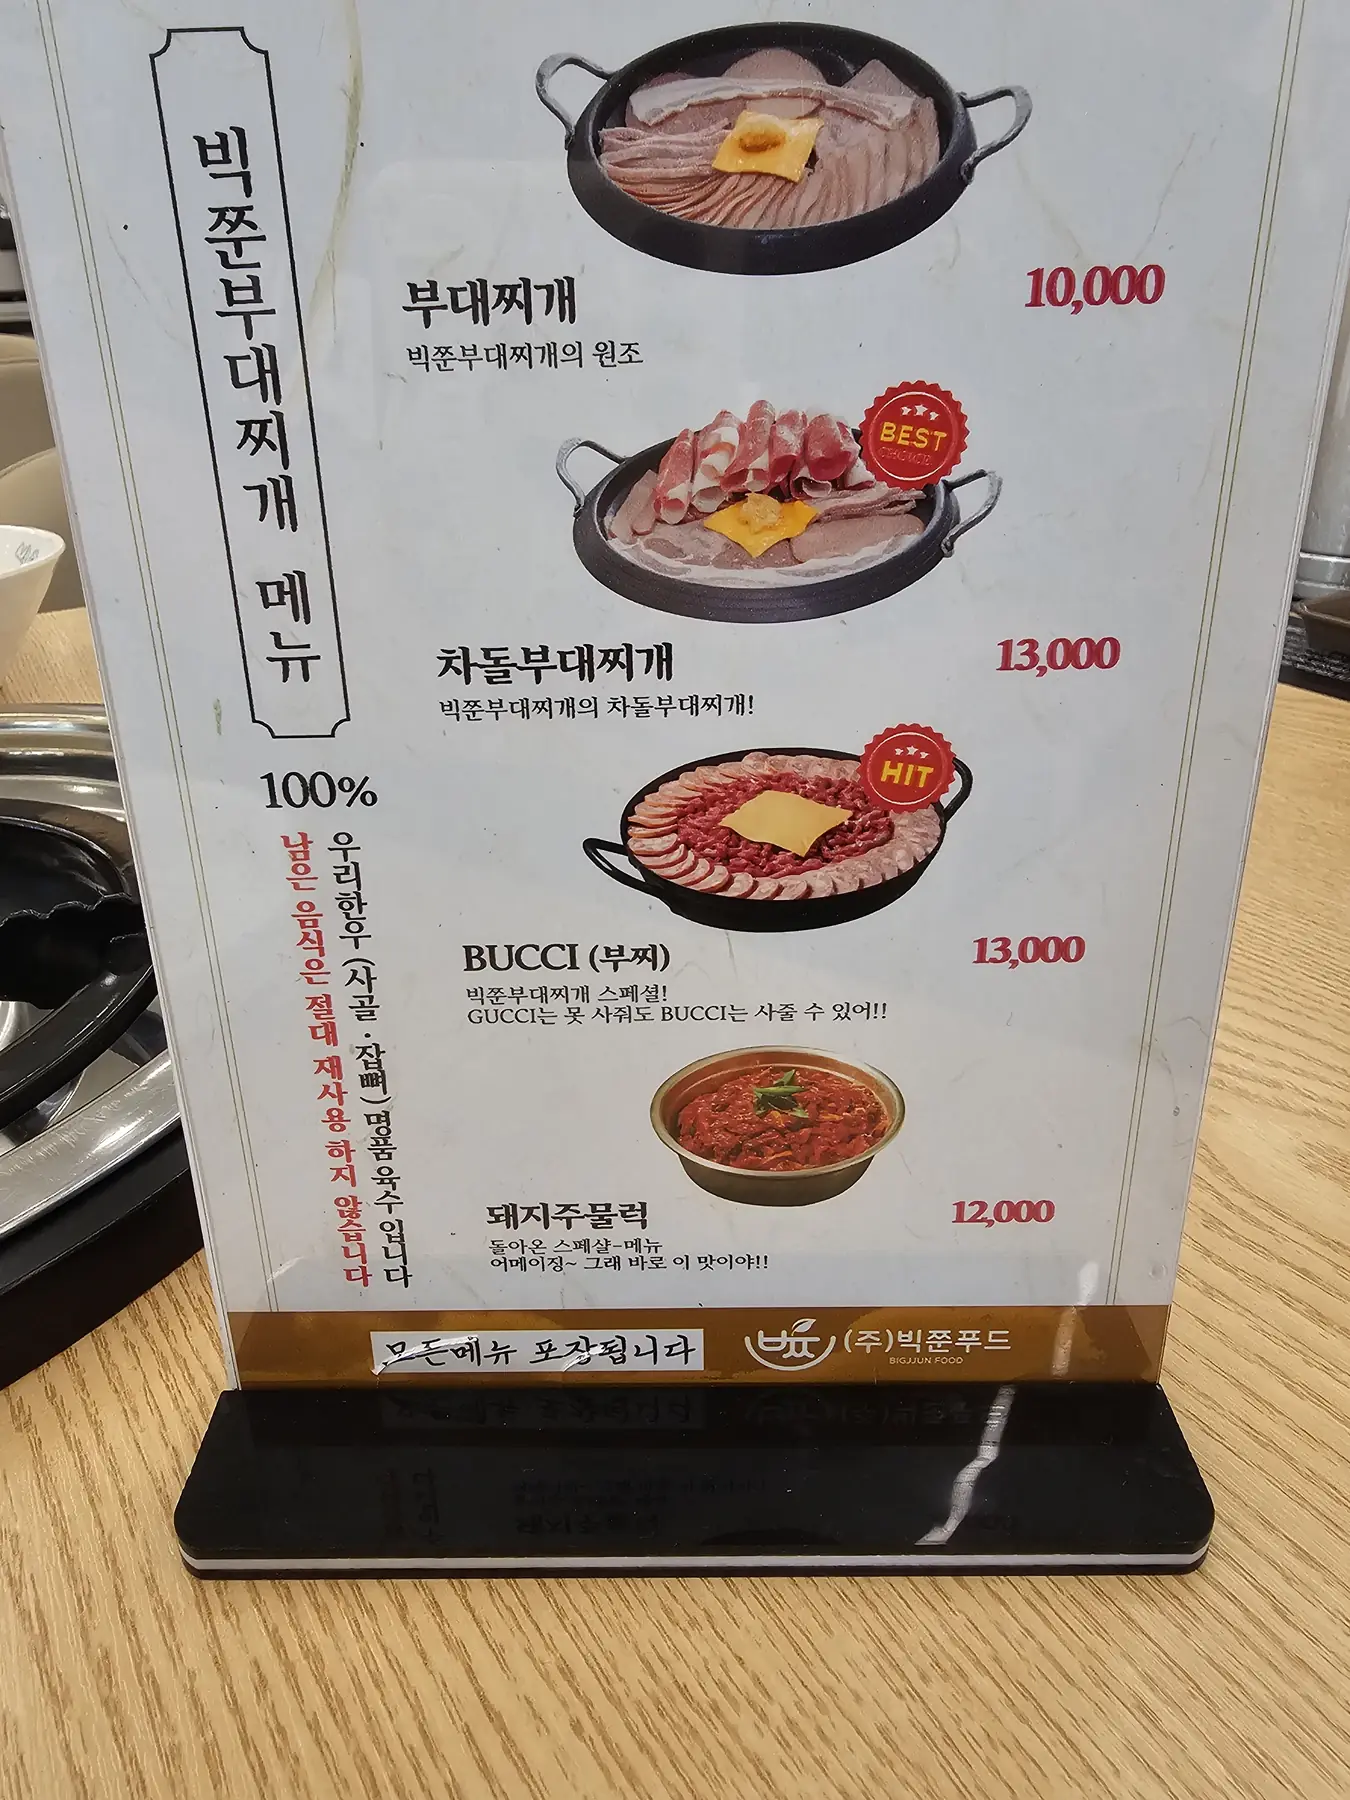 빅쭌부대찌개 메뉴
100%
우리한우 (사골·잡뼈) 명품 육수입니다
남은 음식은 절대 재사용 하지 않습니다
부대찌개
10,000
빅쭌부대찌개의 원조
BEST
CHOICE
차돌부대찌개
13,000
빅쭌부대찌개의 차돌부대찌개!
HIT
BUCCI (부찌)
13,000
빅쭌부대찌개 스페셜!
GUCCI는 못 사줘도 BUCCI는 사줄 수 있어!!
돼지주물럭
12,000
돌아온 스페샬-메뉴
어메이징~ 그래 바로 이 맛이야!!
모든메뉴 포장됩니다
(주)빅쭌푸드
BIGJJUN FOOD